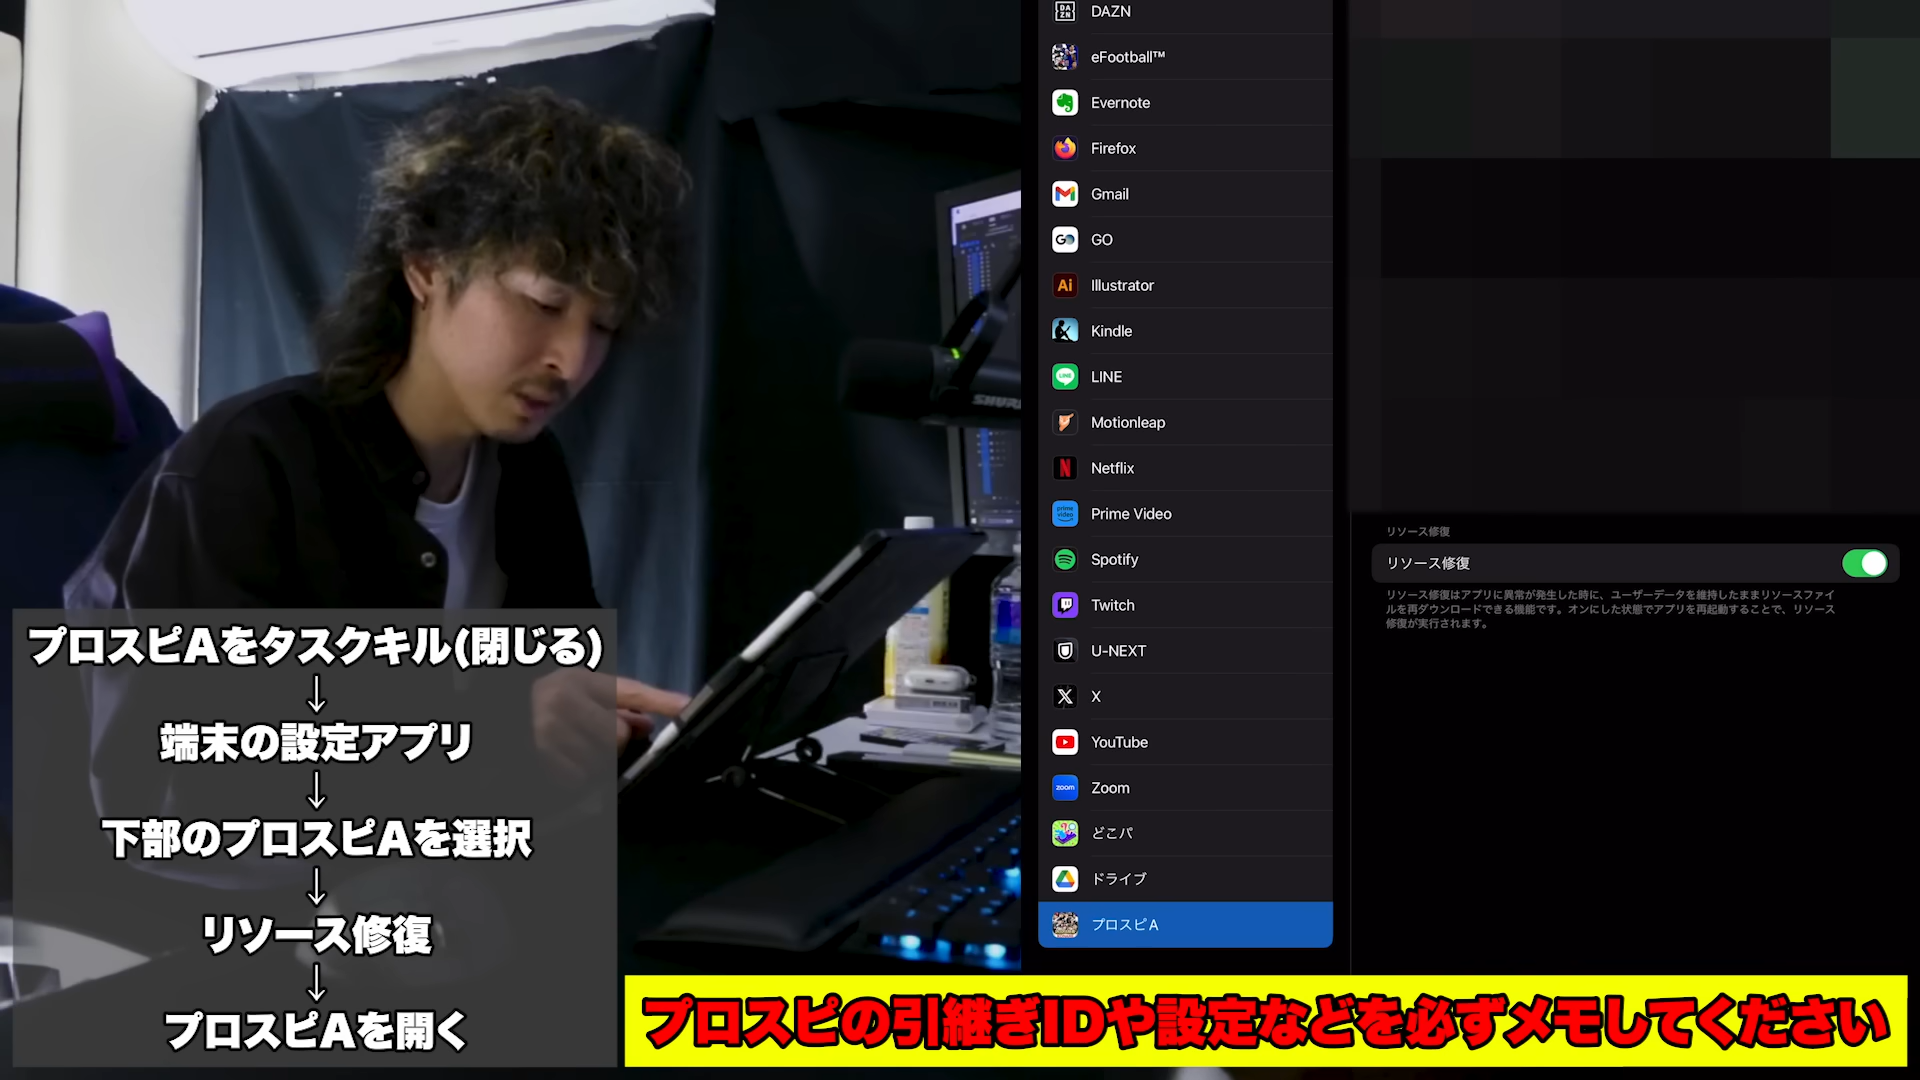 DAZN
eFootball™
Evernote
Firefox
Gmail
GO
Illustrator
Kindle
LINE
Motionleap
Netflix
Prime Video
Spotify
Twitch
U-NEXT
X
YouTube
Zoom
どこパ
ドライブ
プロスピA
リソース修復
リソース修復
リソース修復はアプリに異常が発生した時に、ユーザーデータを維持したままリソースファイ
ルを再ダウンロードできる機能です。オンにした状態でアプリを再起動することで、リソース
修復が実行されます。
SHURE
プロスピAをタスクキル(閉じる)
↓
端末の設定アプリ
↓
下部のプロスピAを選択
↓
リソース修復
↓
プロスピAを開く
プロスピの引継ぎIDや設定などを必ずメモしてください